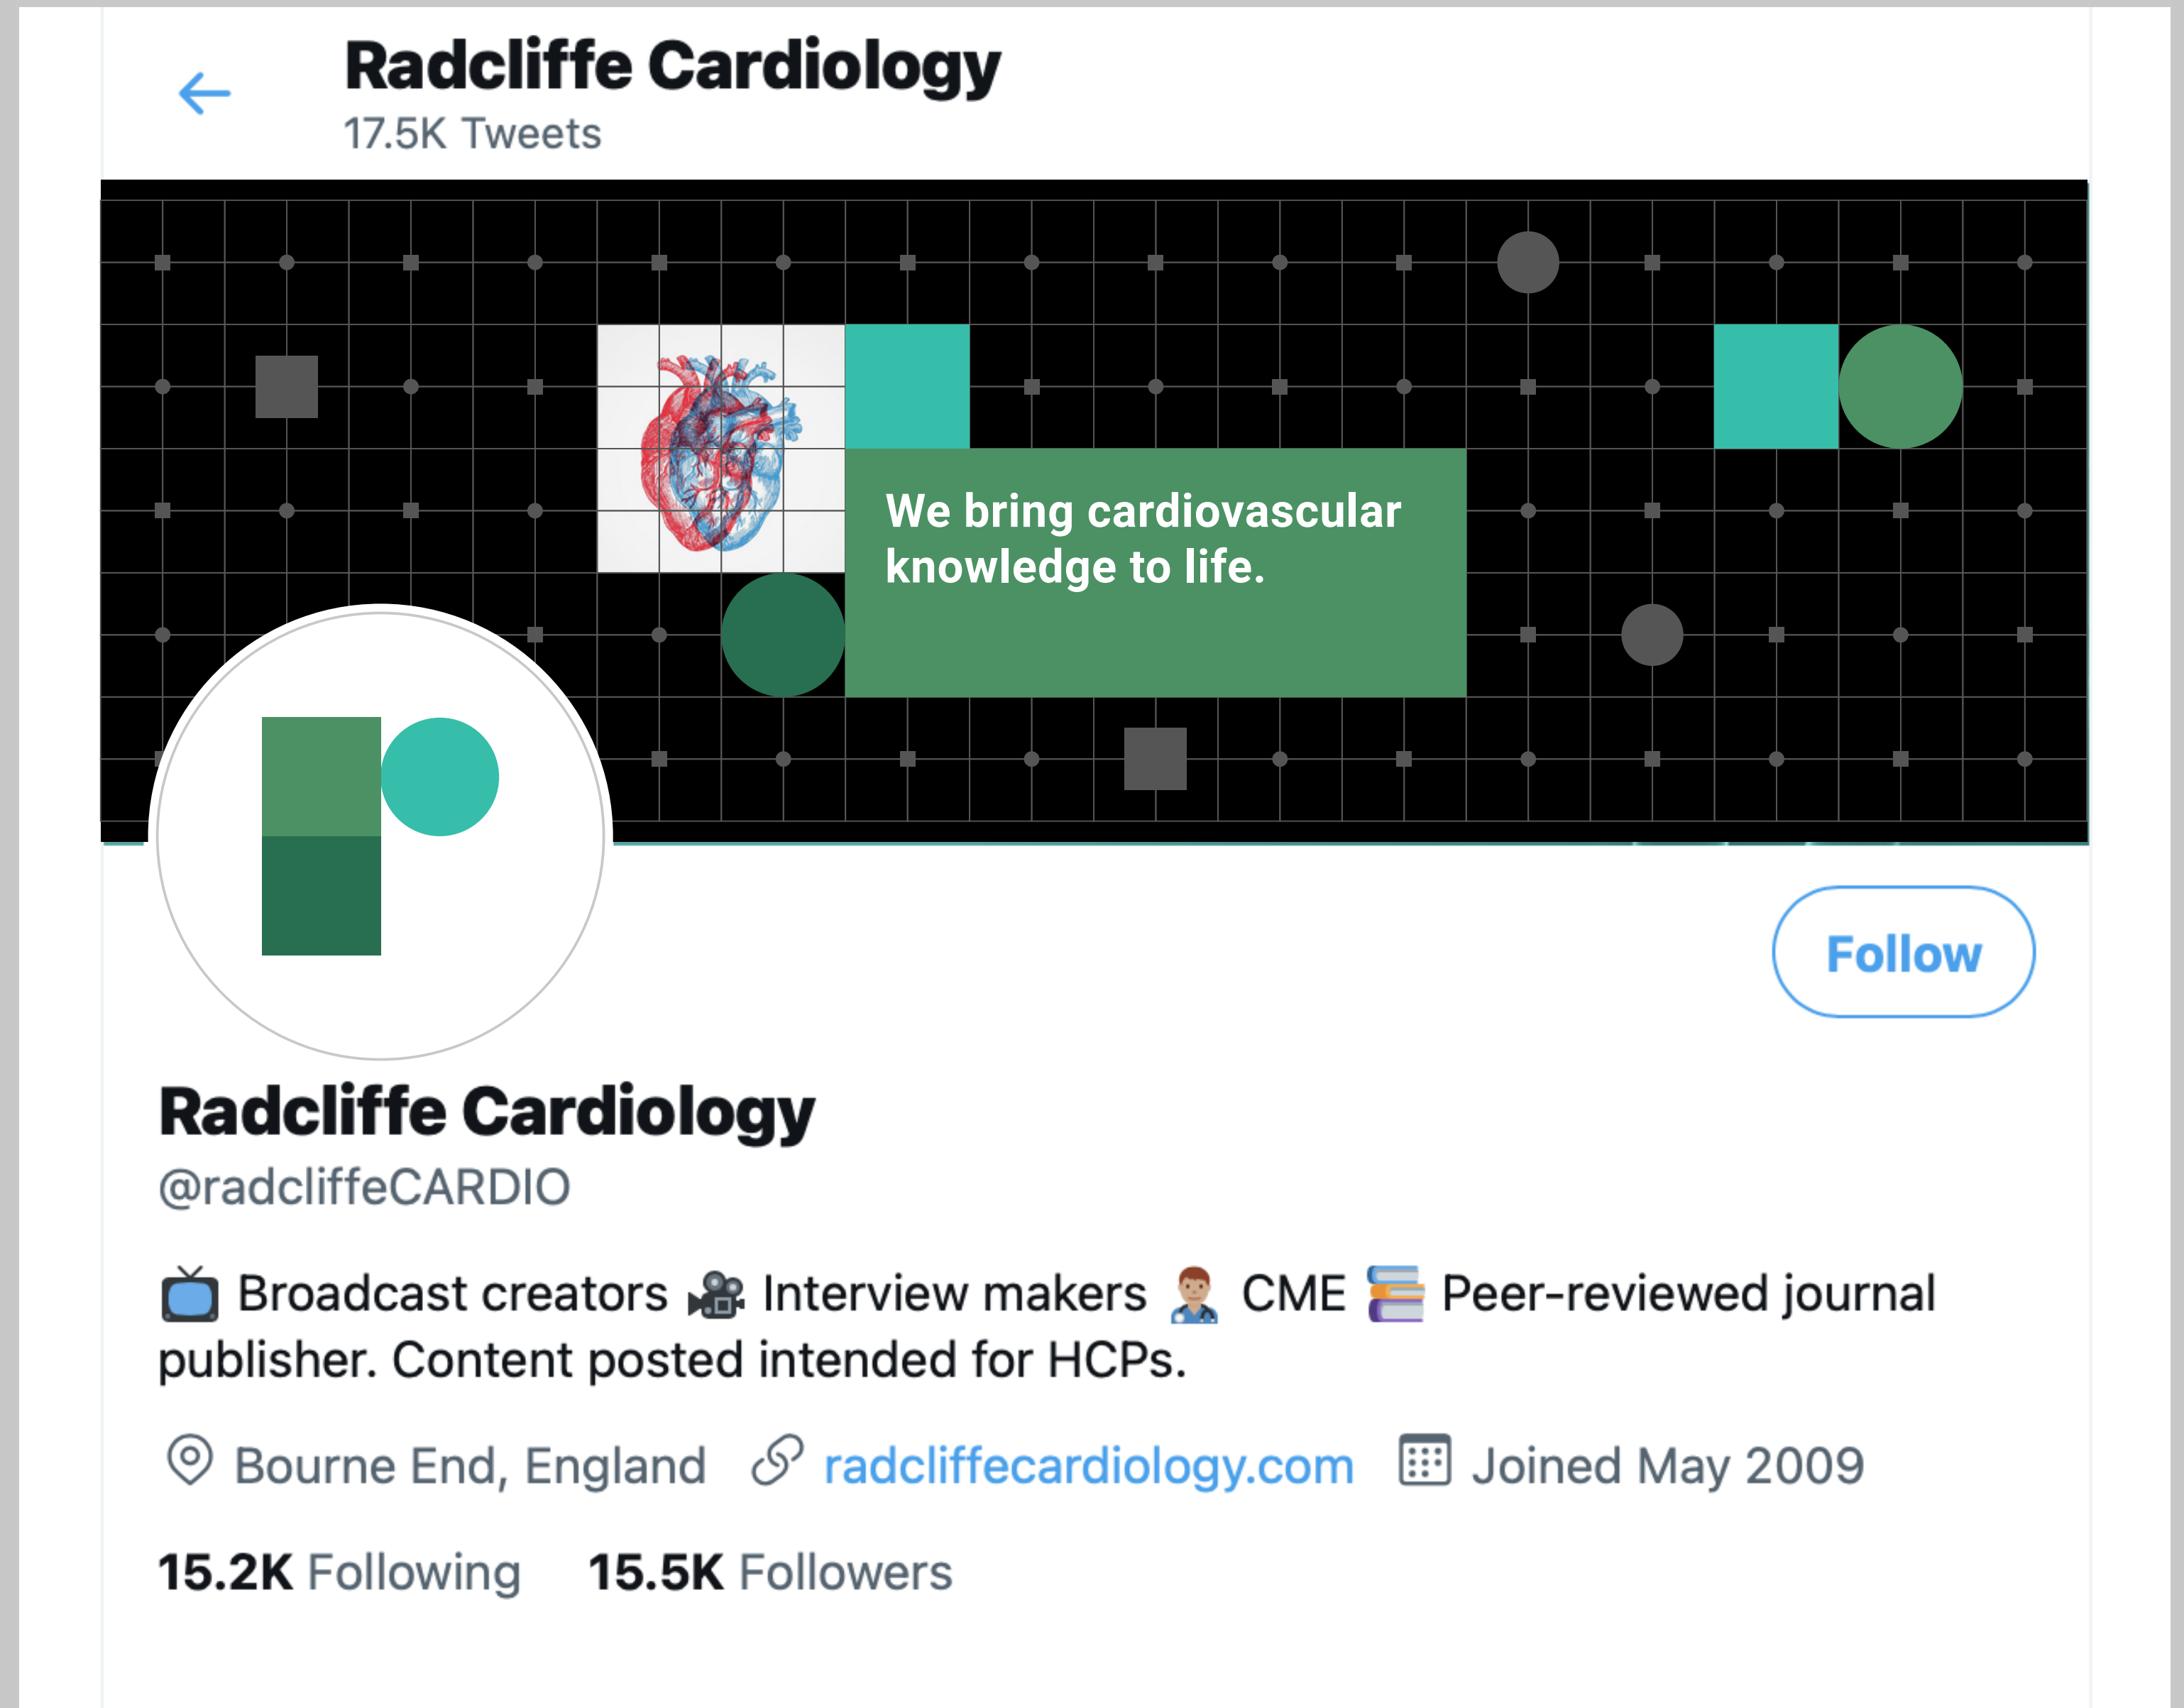 Radcliffe Cardiology
17.5K Tweets
We bring cardiovascular
knowledge to life.
Follow
Radcliffe Cardiology
@radcliffeCARDIO
📺 Broadcast creators 🎥 Interview makers 👨🏼‍⚕️ CME 📚 Peer-reviewed journal
publisher. Content posted intended for HCPs.
Bourne End, England radcliffecardiology.com Joined May 2009
15.2K Following 15.5K Followers